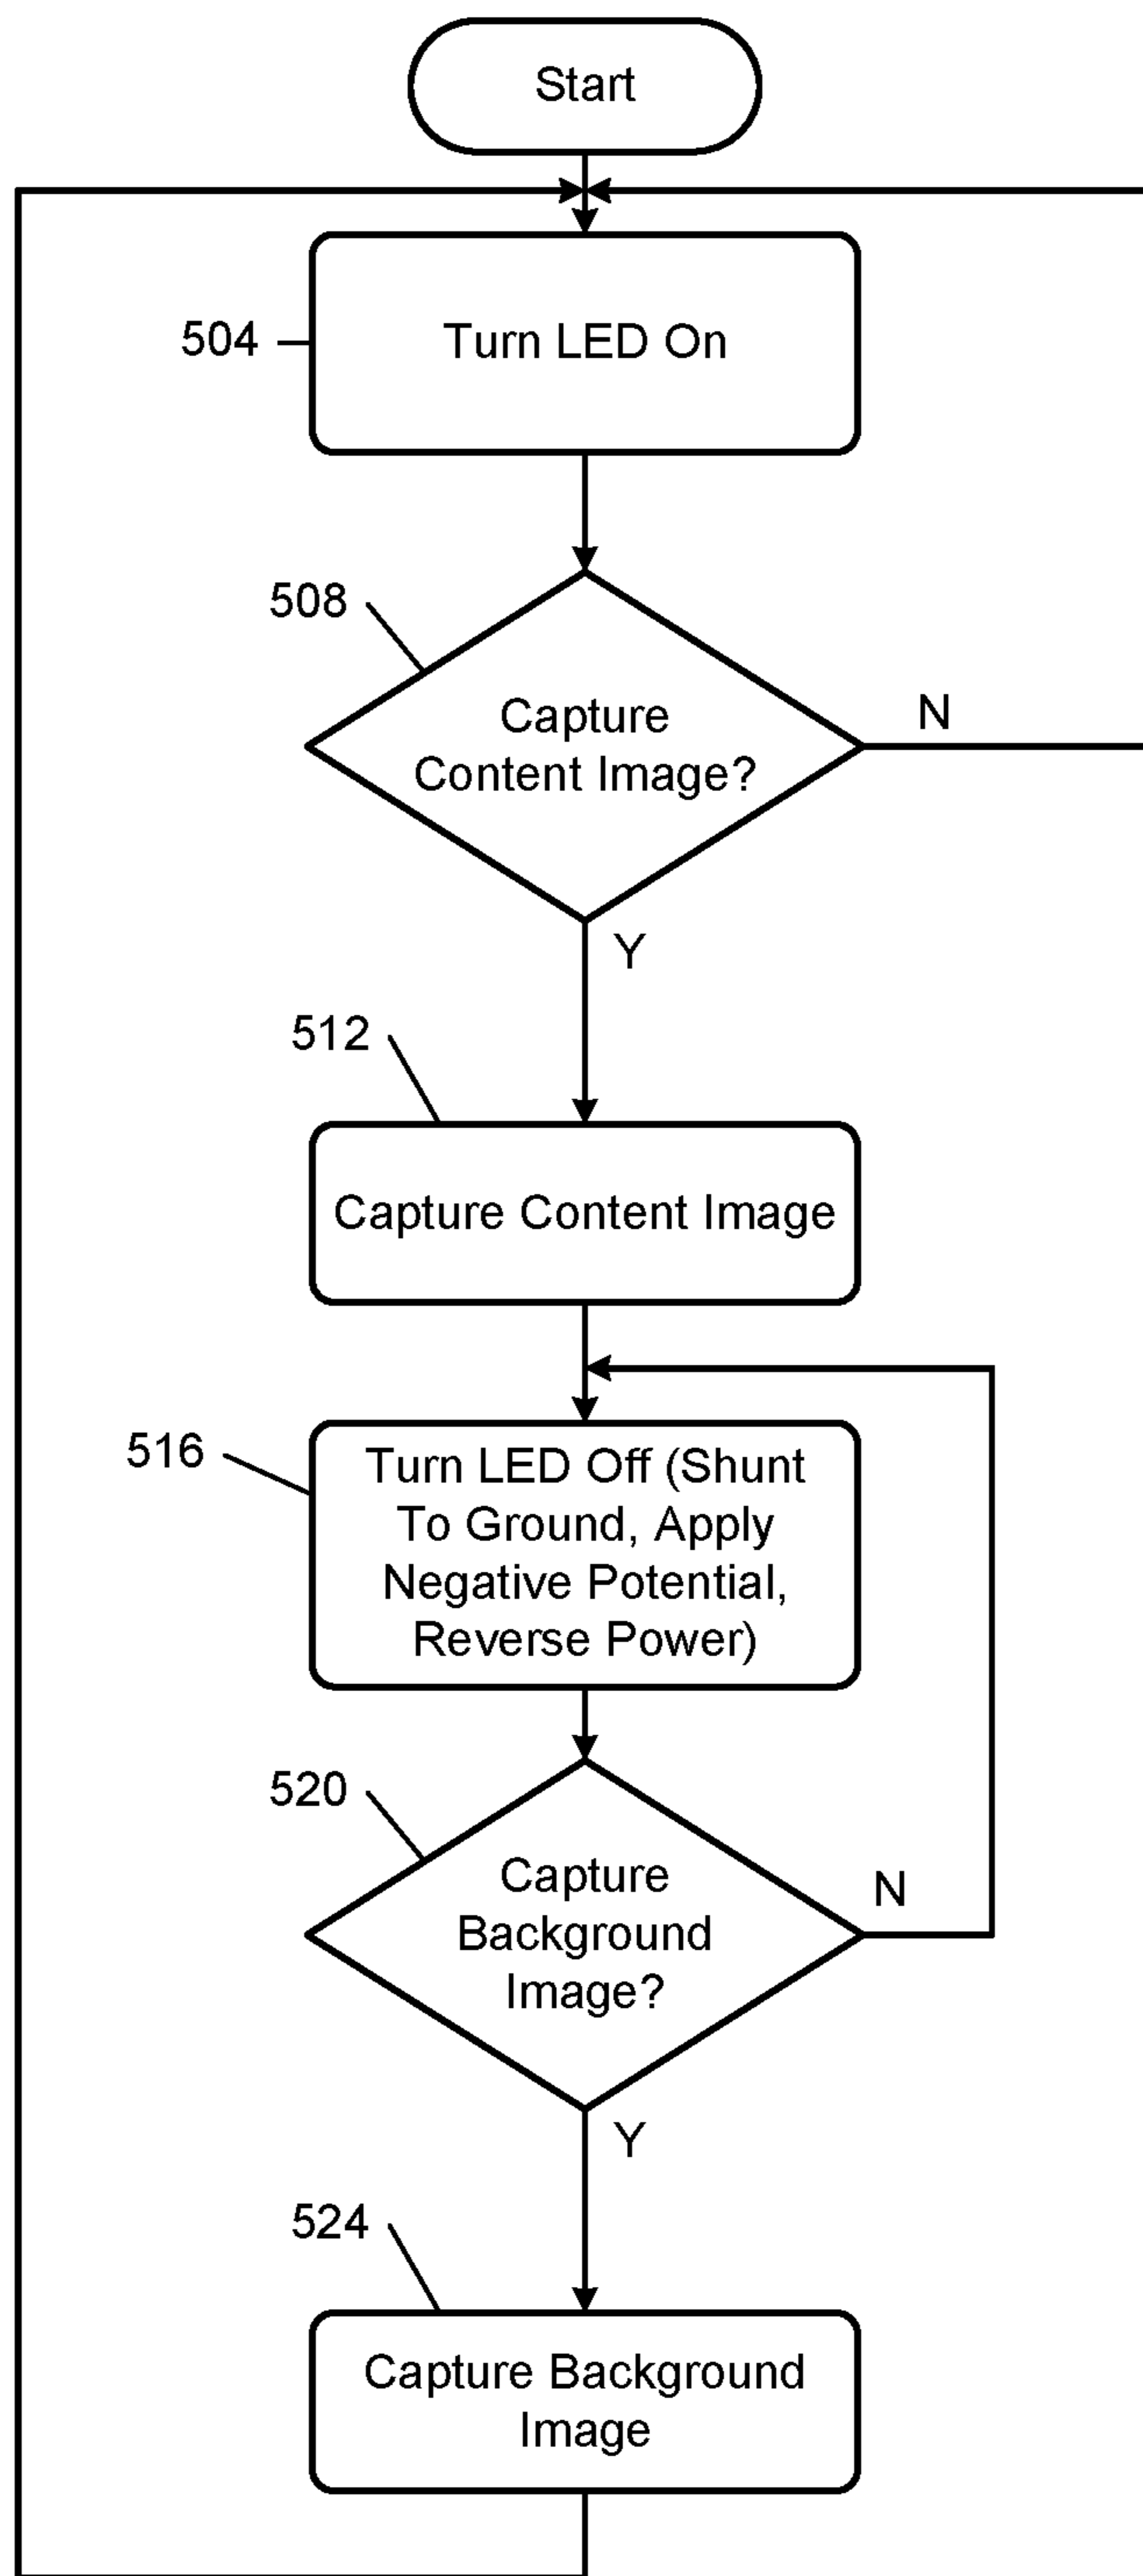 Start
504
Turn LED On
508
Capture
Content Image?
N
Y
512
Capture Content Image
516
Turn LED Off (Shunt
To Ground, Apply
Negative Potential,
Reverse Power)
520
Capture
Background
Image?
N
Y
524
Capture Background
Image